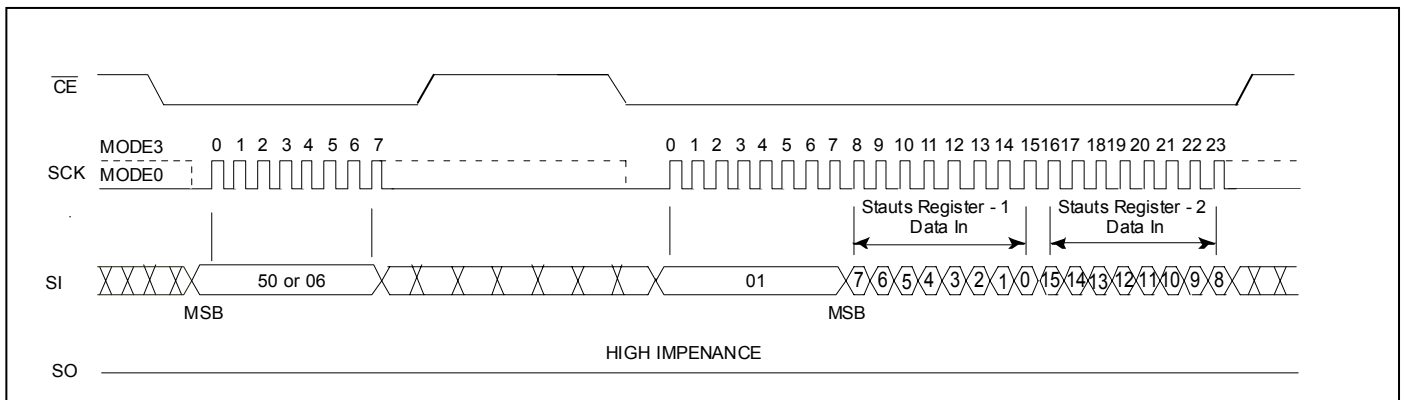 CE
MODE3
0 1 2 3 4 5 6 7
0 1 2 3 4 5 6 7 8 9 10 11 12 13 14 15 16 17 18 19 20 21 22 23
SCK
MODE0
Stauts Register - 1
Data In
Stauts Register - 2
Data In
SI
50 or 06
01
7 6 5 4 3 2 1 0 15 14 13 12 11 10 9 8
MSB
MSB
HIGH IMPENANCE
SO